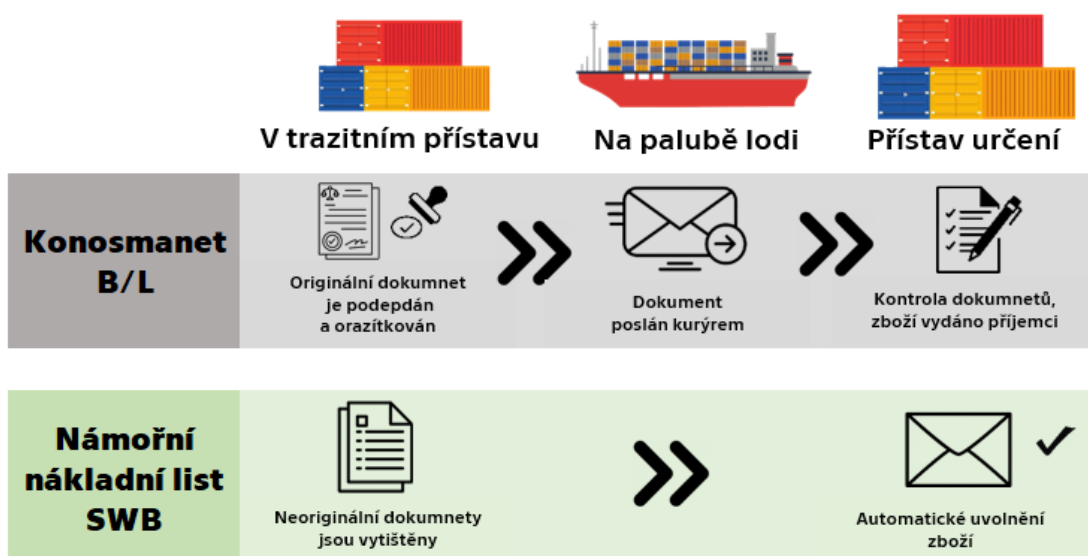 V trazitním přístavu
Na palubě lodi
Přístav určení
Konosmanet
B/L
Originální dokumnet
je podepdán
a orazítkován
Dokument
poslán kurýrem
Kontrola dokumnetů,
zboží vydáno příjemci
Námořní
nákladní list
SWB
Neoriginální dokumnety
jsou vytištěny
Automatické uvolnění
zboží